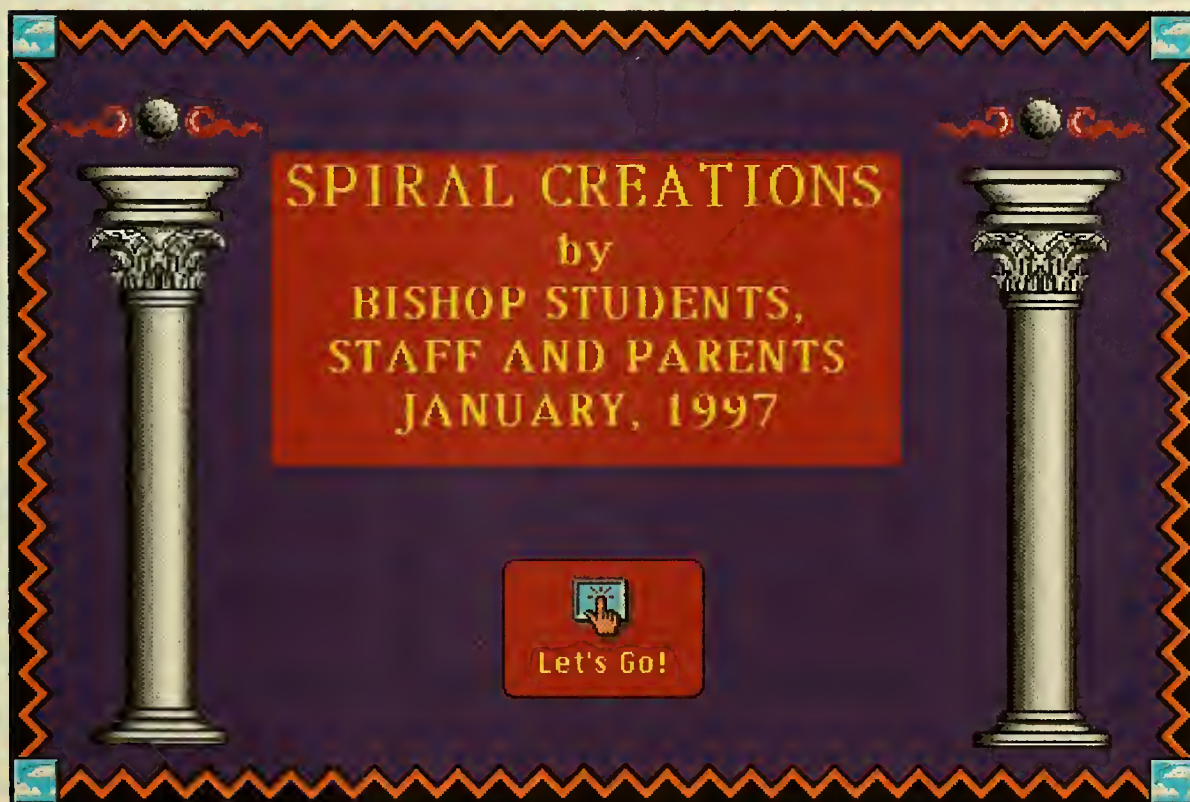 SPIRAL CREATIONS
by
BISHOP STUDENTS,
STAFF AND PARENTS
JANUARY, 1997
Let's Go!